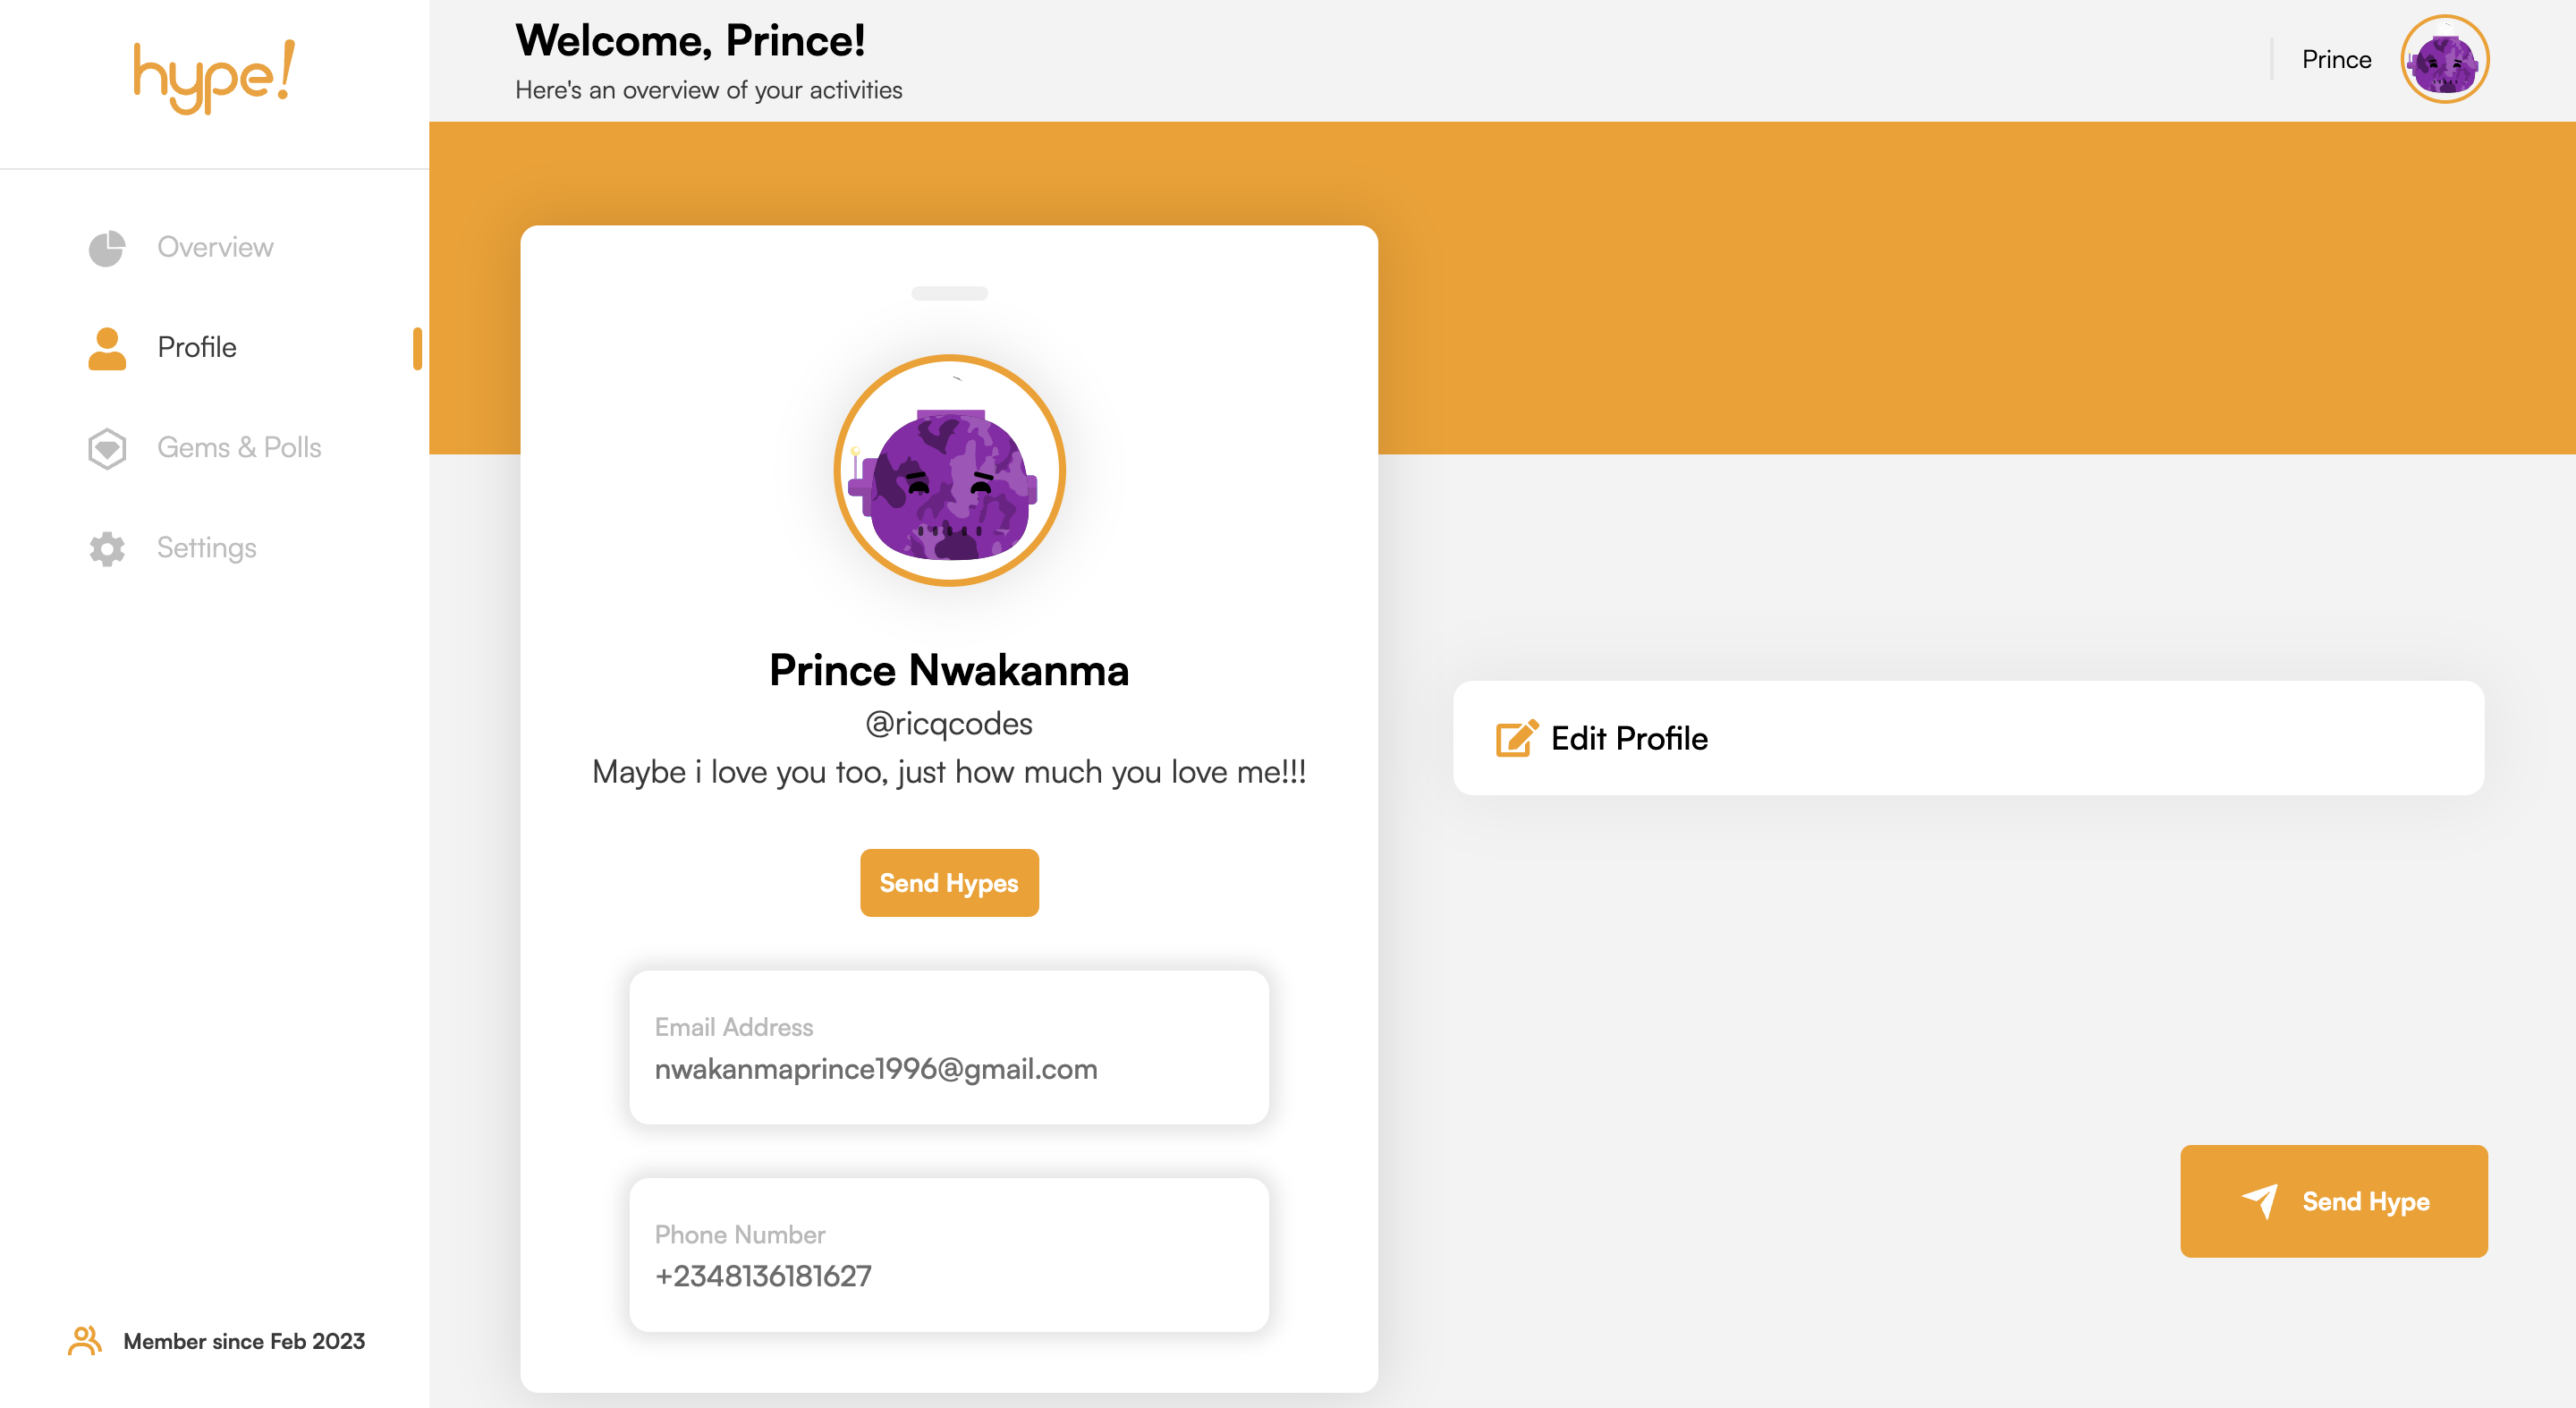 hype!
Overview
Profile
Gems & Polls
Settings
Member since Feb 2023
Welcome, Prince!
Here's an overview of your activities
Prince
Prince Nwakanma
@ricqcodes
Maybe i love you too, just how much you love me!!!
Send Hypes
Email Address
nwakanmaprince1996@gmail.com
Phone Number
+2348136181627
Edit Profile
Send Hype